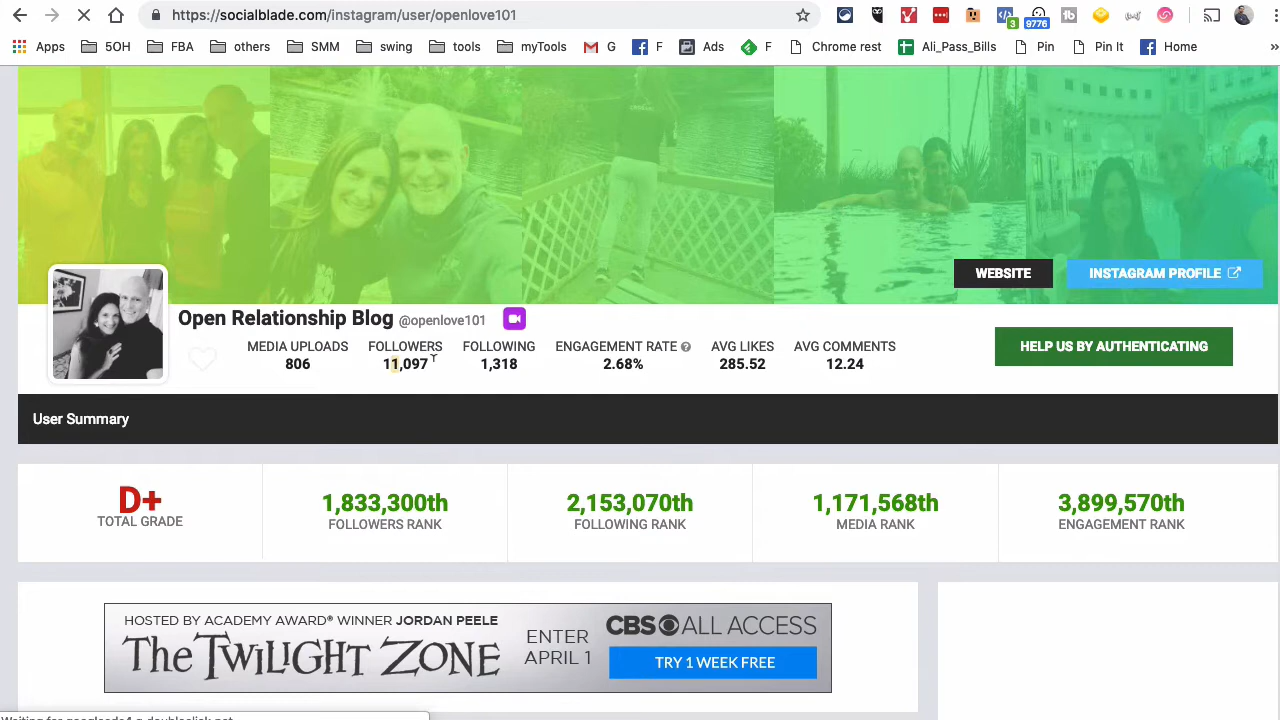 https://socialblade.com/instagram/user/openlove101
3
9776
Apps 5OH FBA others SMM swing tools myTools G F Ads F Chrome rest Ali_Pass_Bills Pin Pin It Home »
WEBSITE INSTAGRAM PROFILE
Open Relationship Blog @openlove101
MEDIA UPLOADS FOLLOWERS FOLLOWING ENGAGEMENT RATE AVG LIKES AVG COMMENTS
806 11,097 1,318 2.68% 285.52 12.24
HELP US BY AUTHENTICATING
User Summary
D+ 1,833,300th 2,153,070th 1,171,568th 3,899,570th
TOTAL GRADE FOLLOWERS RANK FOLLOWING RANK MEDIA RANK ENGAGEMENT RANK
HOSTED BY ACADEMY AWARD® WINNER JORDAN PEELE
The TWILIGHT ZONE
ENTER
APRIL 1
CBS ALL ACCESS
TRY 1 WEEK FREE